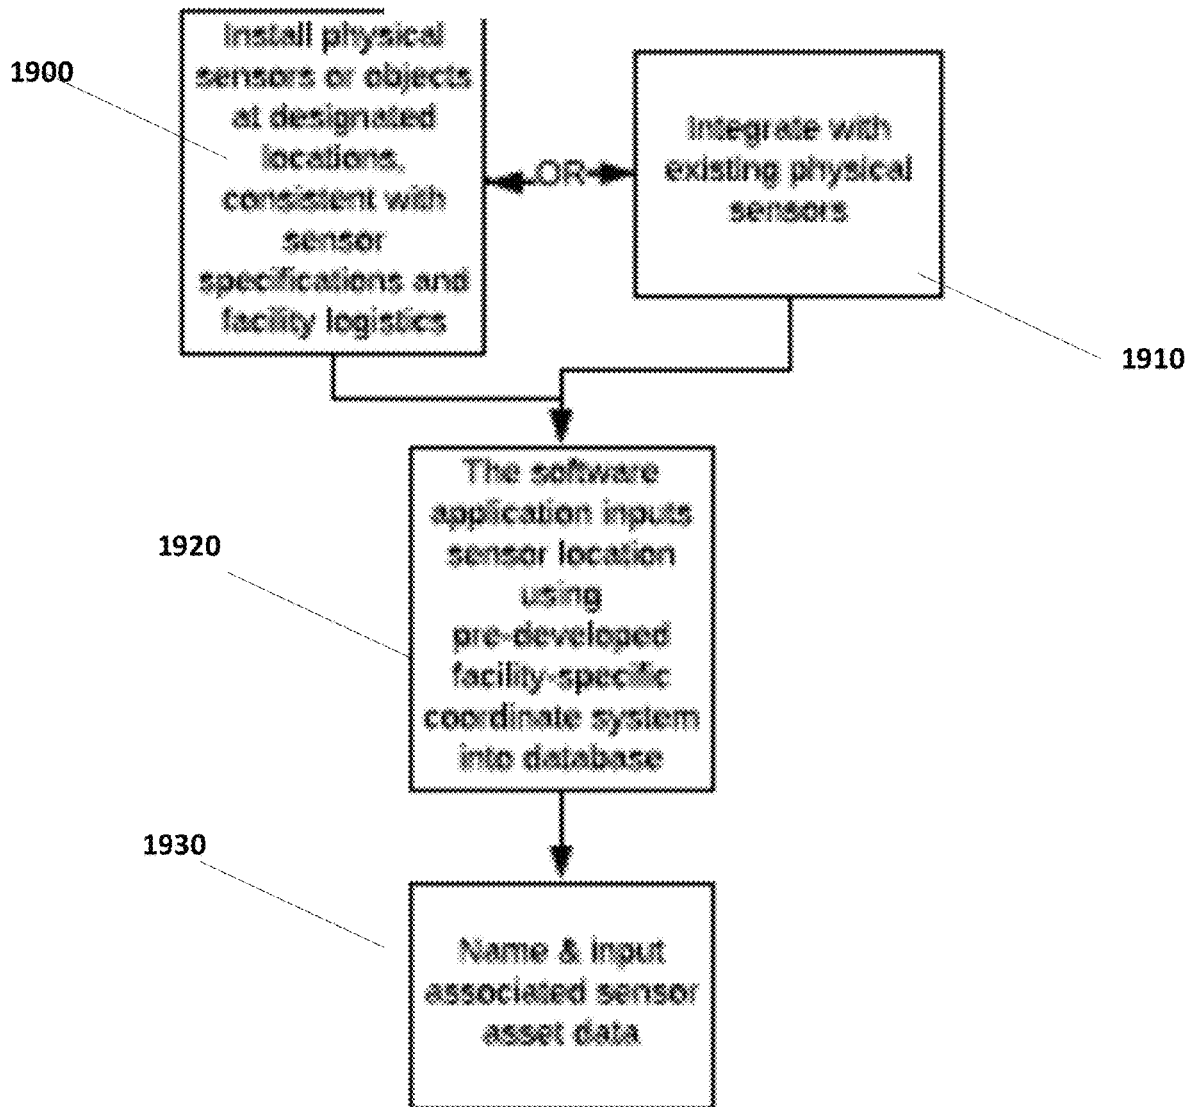 1900
Install physical
sensors or objects
at designated
locations,
consistent with
sensor
specifications and
facility logistics
OR
Integrate with
existing physical
sensors
1910
1920
The software
application inputs
sensor location
using
pre-developed
facility-specific
coordinate system
into database
1930
Name & input
associated sensor
asset data